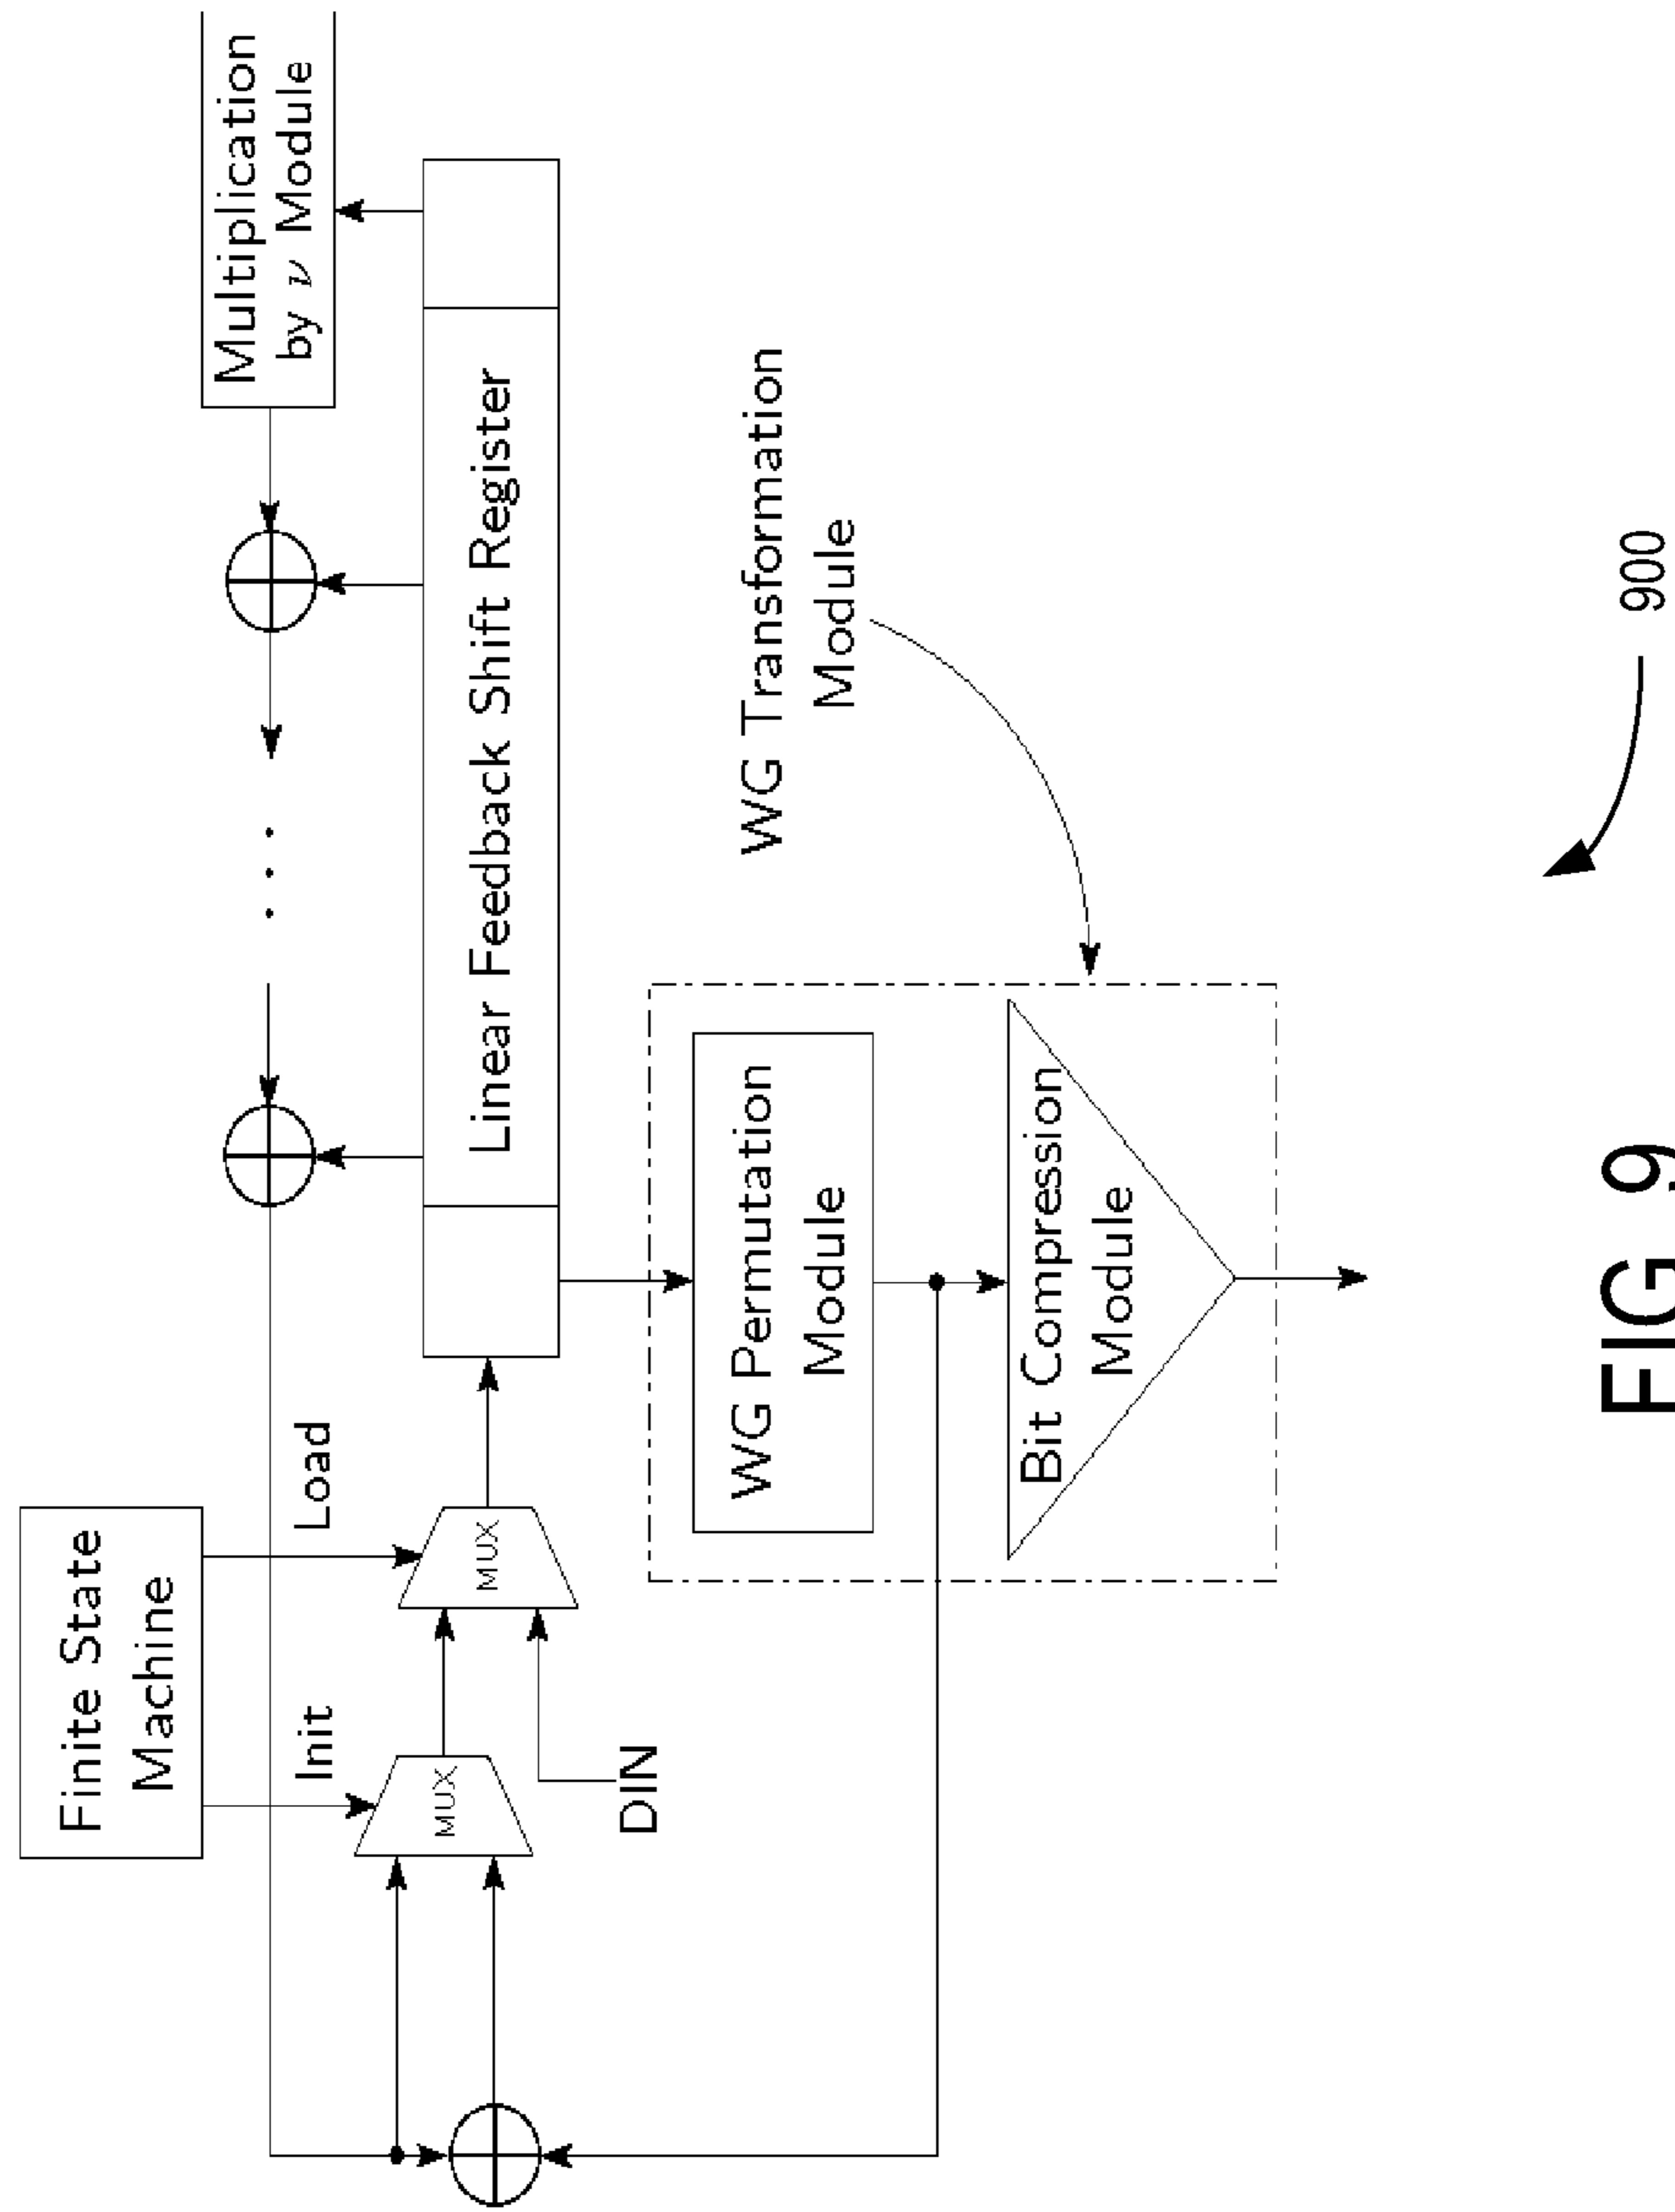 Finite State
Machine
Multiplication
by ν Module
Init
Load
MUX
MUX
Linear Feedback Shift Register
DIN
WG Permutation
Module
WG Transformation
Module
Bit Compression
Module
900
FIG 9